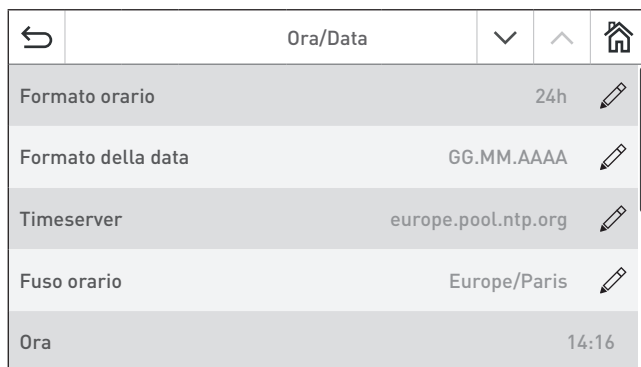 Ora/Data
Formato orario 24h
Formato della data GG.MM.AAAA
Timeserver europe.pool.ntp.org
Fuso orario Europe/Paris
Ora 14:16